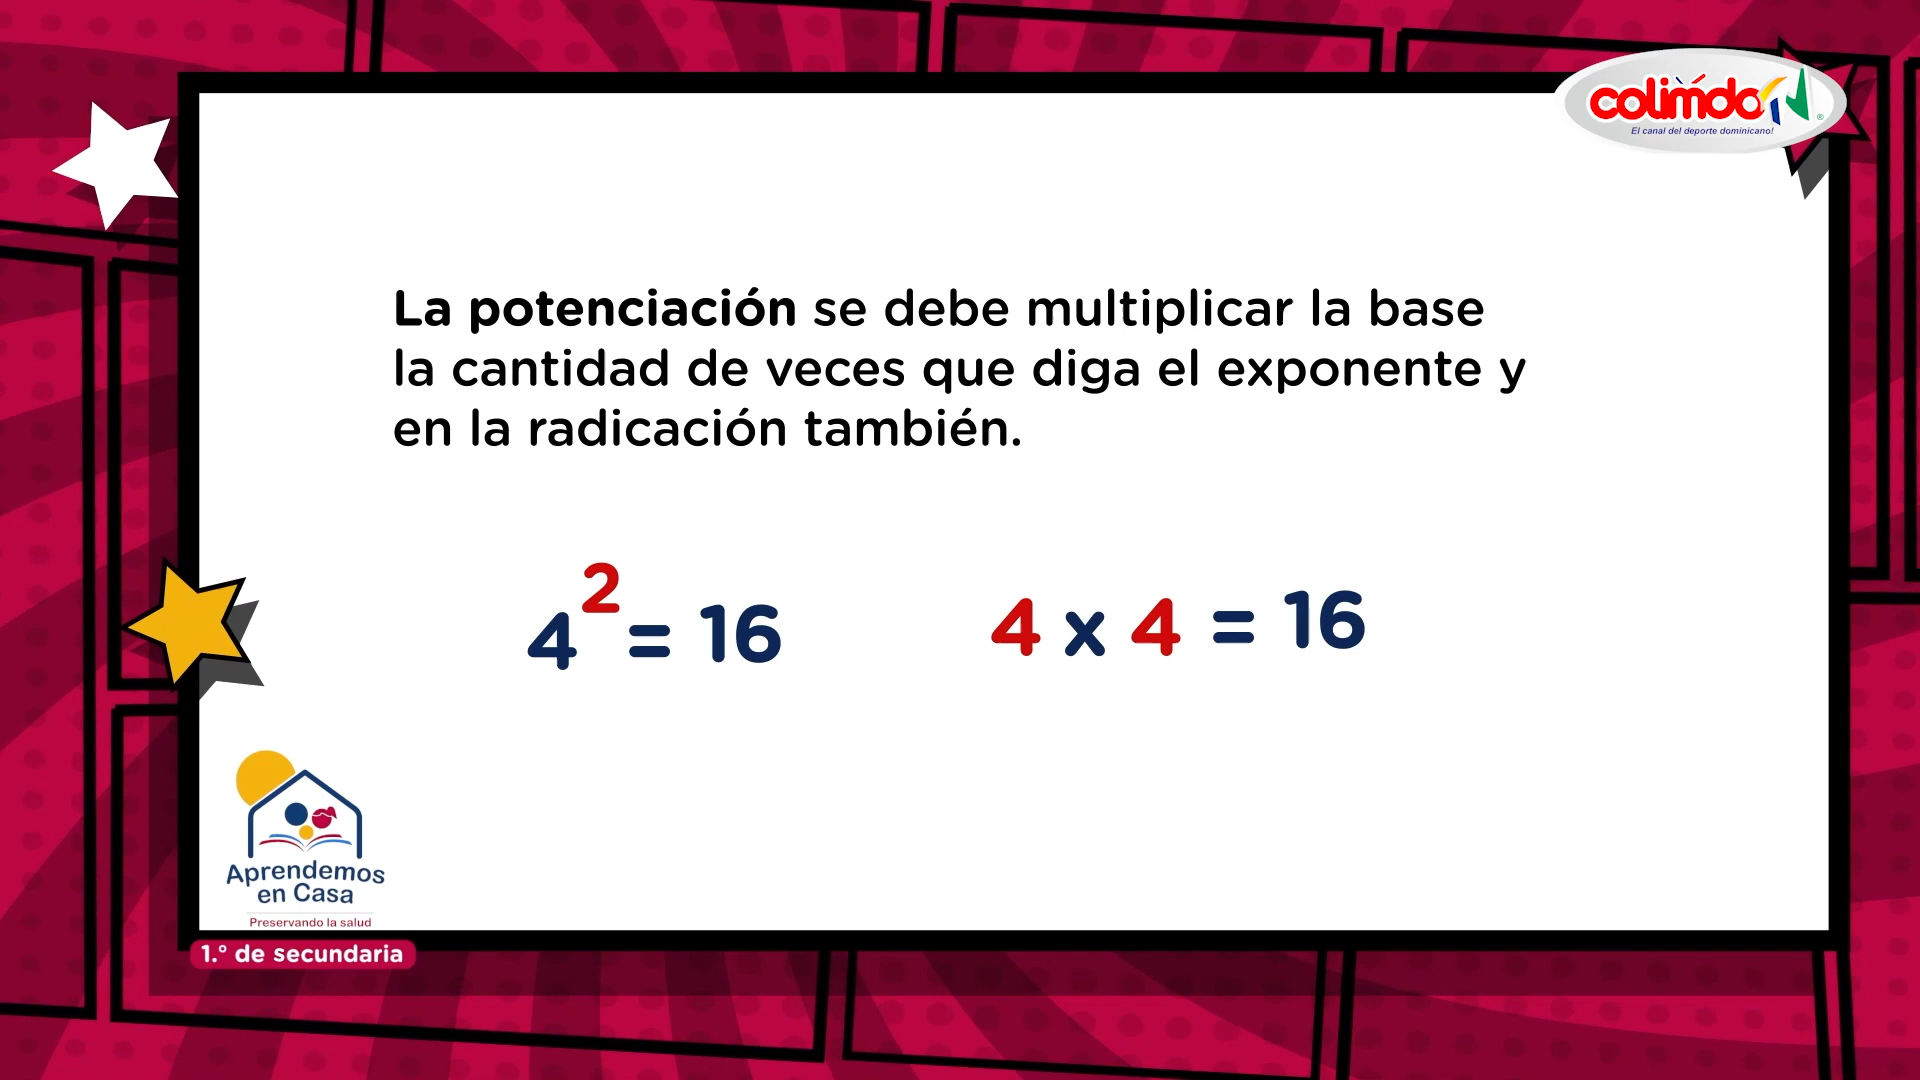 colimdo
El canal del deporte dominicano!
La potenciación se debe multiplicar la base
la cantidad de veces que diga el exponente y
en la radicación también.
4² = 16
4 x 4 = 16
Aprendemos
en Casa
Preservando la salud
1.° de secundaria